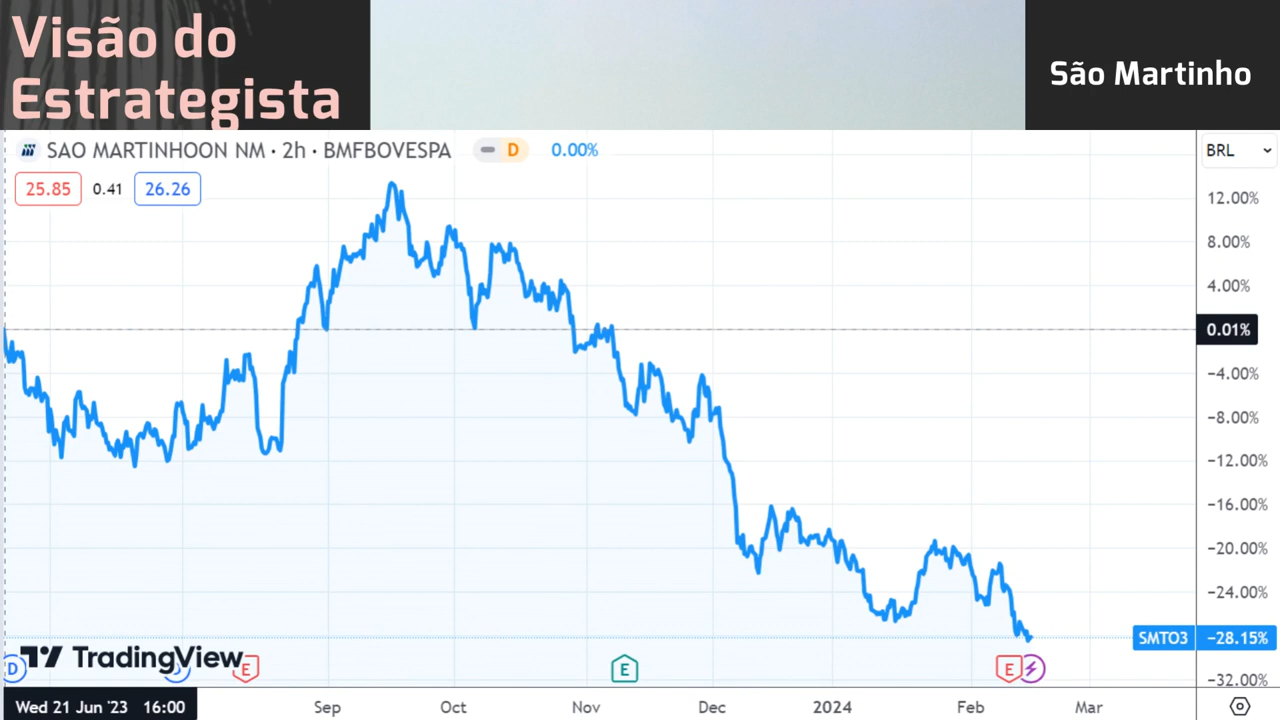 Visão do
Estrategista
São Martinho
SAO MARTINHOON NM · 2h · BMFBOVESPA
D
0.00%
BRL
25.85
0.41
26.26
12.00%
8.00%
4.00%
0.01%
−4.00%
−8.00%
−12.00%
−16.00%
−20.00%
−24.00%
SMTO3 −28.15%
−32.00%
TradingView
D
D
E
E
E
Wed 21 Jun '23 16:00
Sep
Oct
Nov
Dec
2024
Feb
Mar